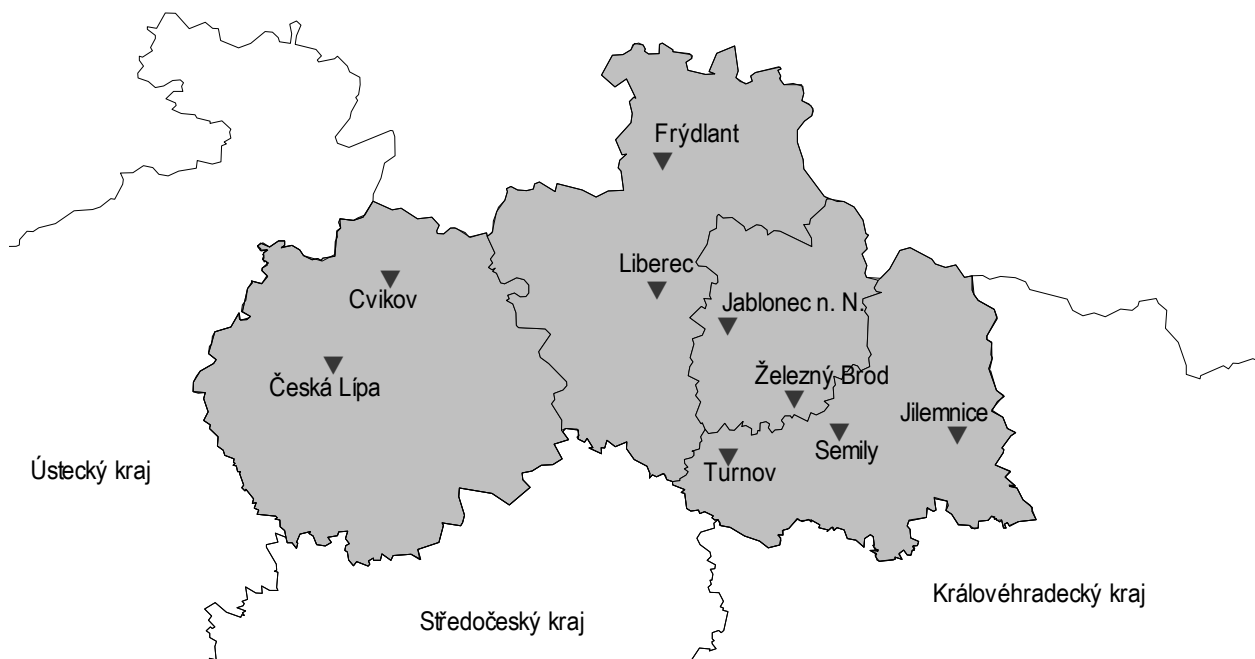 Frýdlant
Liberec
Cvikov
Jablonec n. N.
Česká Lípa
Železný Brod
Jilemnice
Semily
Turnov
Ústecký kraj
Královéhradecký kraj
Středočeský kraj